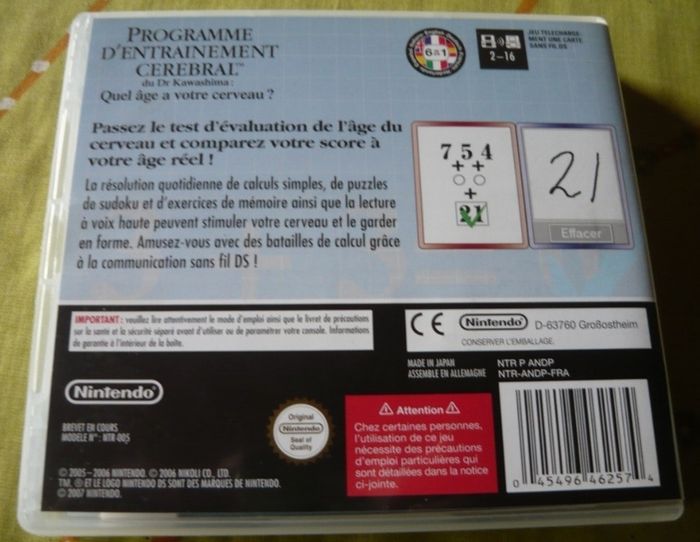 PROGRAMME
D'ENTRAINEMENT
CEREBRAL™
du Dr Kawashima :
Quel âge a votre cerveau ?
6 en 1
2-16
JEU TELECHARGE-
MENT UNE CARTE
SANS FIL DS
Passez le test d'évaluation de l'âge du
cerveau et comparez votre score à
votre âge réel !
La résolution quotidienne de calculs simples, de puzzles
de sudoku et d'exercices de mémoire ainsi que la lecture
à voix haute peuvent stimuler votre cerveau et le garder
en forme. Amusez-vous avec des batailles de calcul grâce
à la communication sans fil DS !
7 5 4
+ +
+
21
21
Effacer
IMPORTANT : veuillez lire attentivement le mode d'emploi ainsi que le livret de précautions
sur la santé et la sécurité séparé avant d'utiliser ou de paramétrer votre console. Informations
de garantie à l'intérieur de la boîte.
CE Nintendo D-63760 Großostheim
CONSERVER L'EMBALLAGE.
MADE IN JAPAN
ASSEMBLE EN ALLEMAGNE
NTR P ANDP
NTR-ANDP-FRA
Nintendo
BREVET EN COURS
MODELE N° : NTR-005
Original
Nintendo
Seal of
Quality
Attention
Chez certaines personnes,
l'utilisation de ce jeu
nécessite des précautions
d'emploi particulières qui
sont détaillées dans la notice
ci-jointe.
© 2005-2006 NINTENDO. © 2006 NIKOLI CO., LTD.
TM, ® ET LE LOGO NINTENDO DS SONT DES MARQUES DE NINTENDO.
© 2007 NINTENDO.
0 45496 46257 4